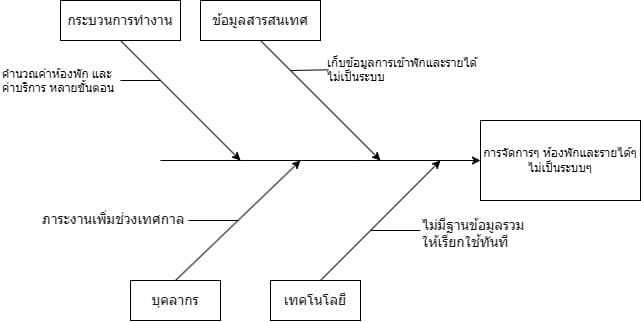 กระบวนการทำงาน
ข้อมูลสารสนเทศ
คำนวณค่าห้องพัก และ
ค่าบริการ หลายขั้นตอน
เก็บข้อมูลการเข้าพักและรายได้
ไม่เป็นระบบ
การจัดการๆ ห้องพักและรายได้ๆ
ไม่เป็นระบบๆ
ภาระงานเพิ่มช่วงเทศกาล
ไม่มีฐานข้อมูลรวม
ให้เรียกใช้ทันที
บุคลากร
เทคโนโลยี